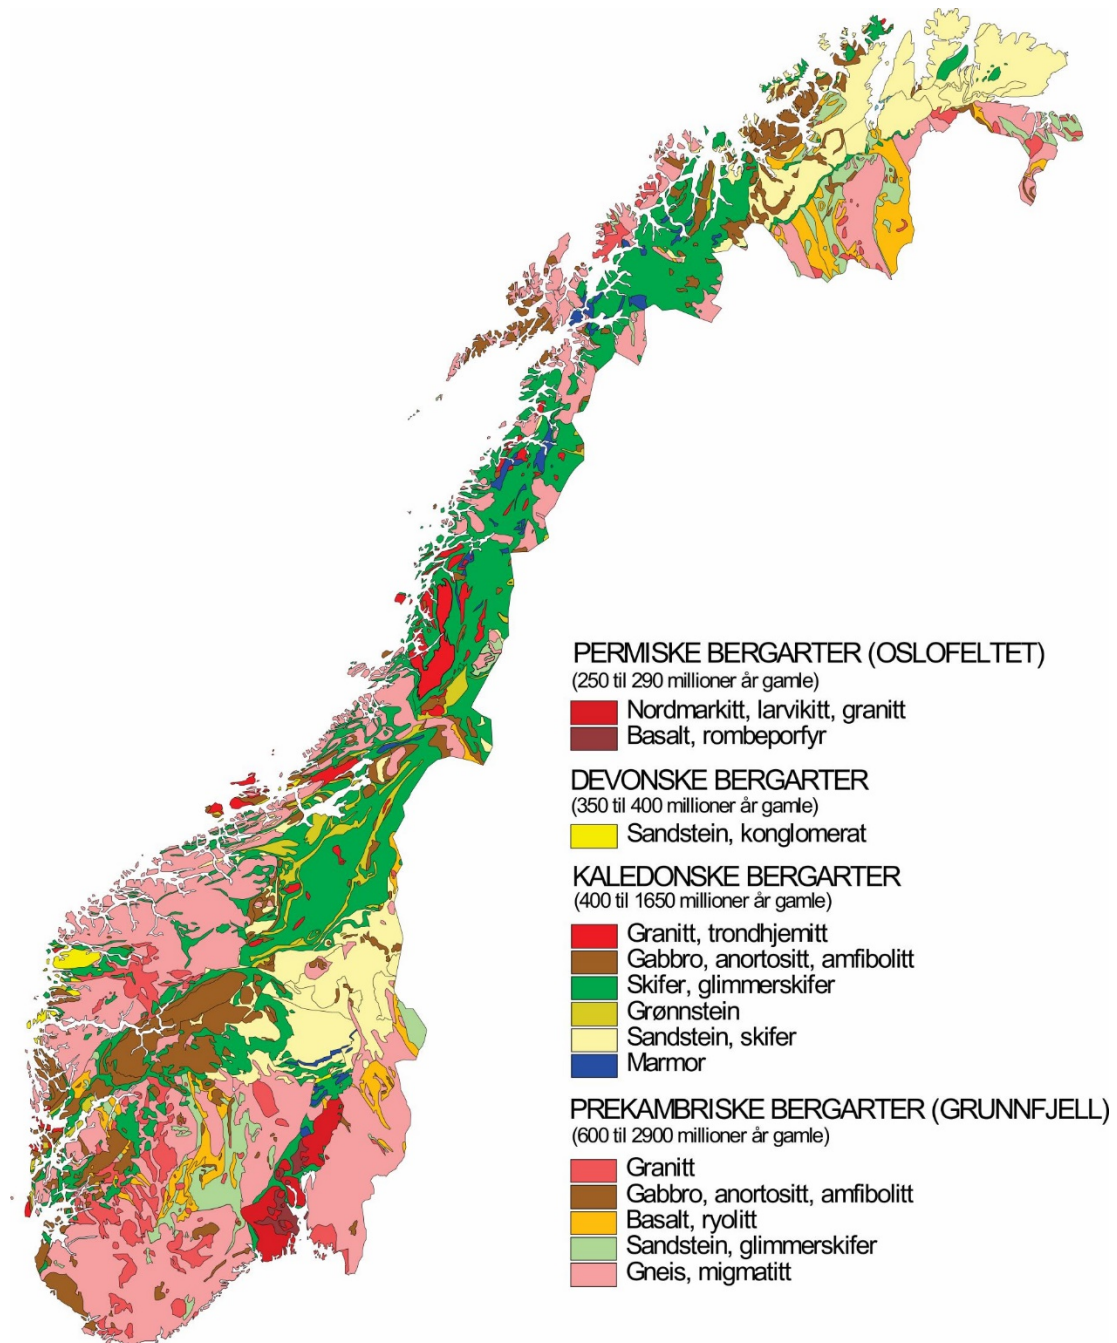 PERMISKE BERGARTER (OSLOFELTET)
(250 til 290 millioner år gamle)
Nordmarkitt, larvikitt, granitt
Basalt, rombeporfyr
DEVONSKE BERGARTER
(350 til 400 millioner år gamle)
Sandstein, konglomerat
KALEDONSKE BERGARTER
(400 til 1650 millioner år gamle)
Granitt, trondhjemitt
Gabbro, anortositt, amfibolitt
Skifer, glimmerskifer
Grønnstein
Sandstein, skifer
Marmor
PREKAMBRISKE BERGARTER (GRUNNFJELL)
(600 til 2900 millioner år gamle)
Granitt
Gabbro, anortositt, amfibolitt
Basalt, ryolitt
Sandstein, glimmerskifer
Gneis, migmatitt